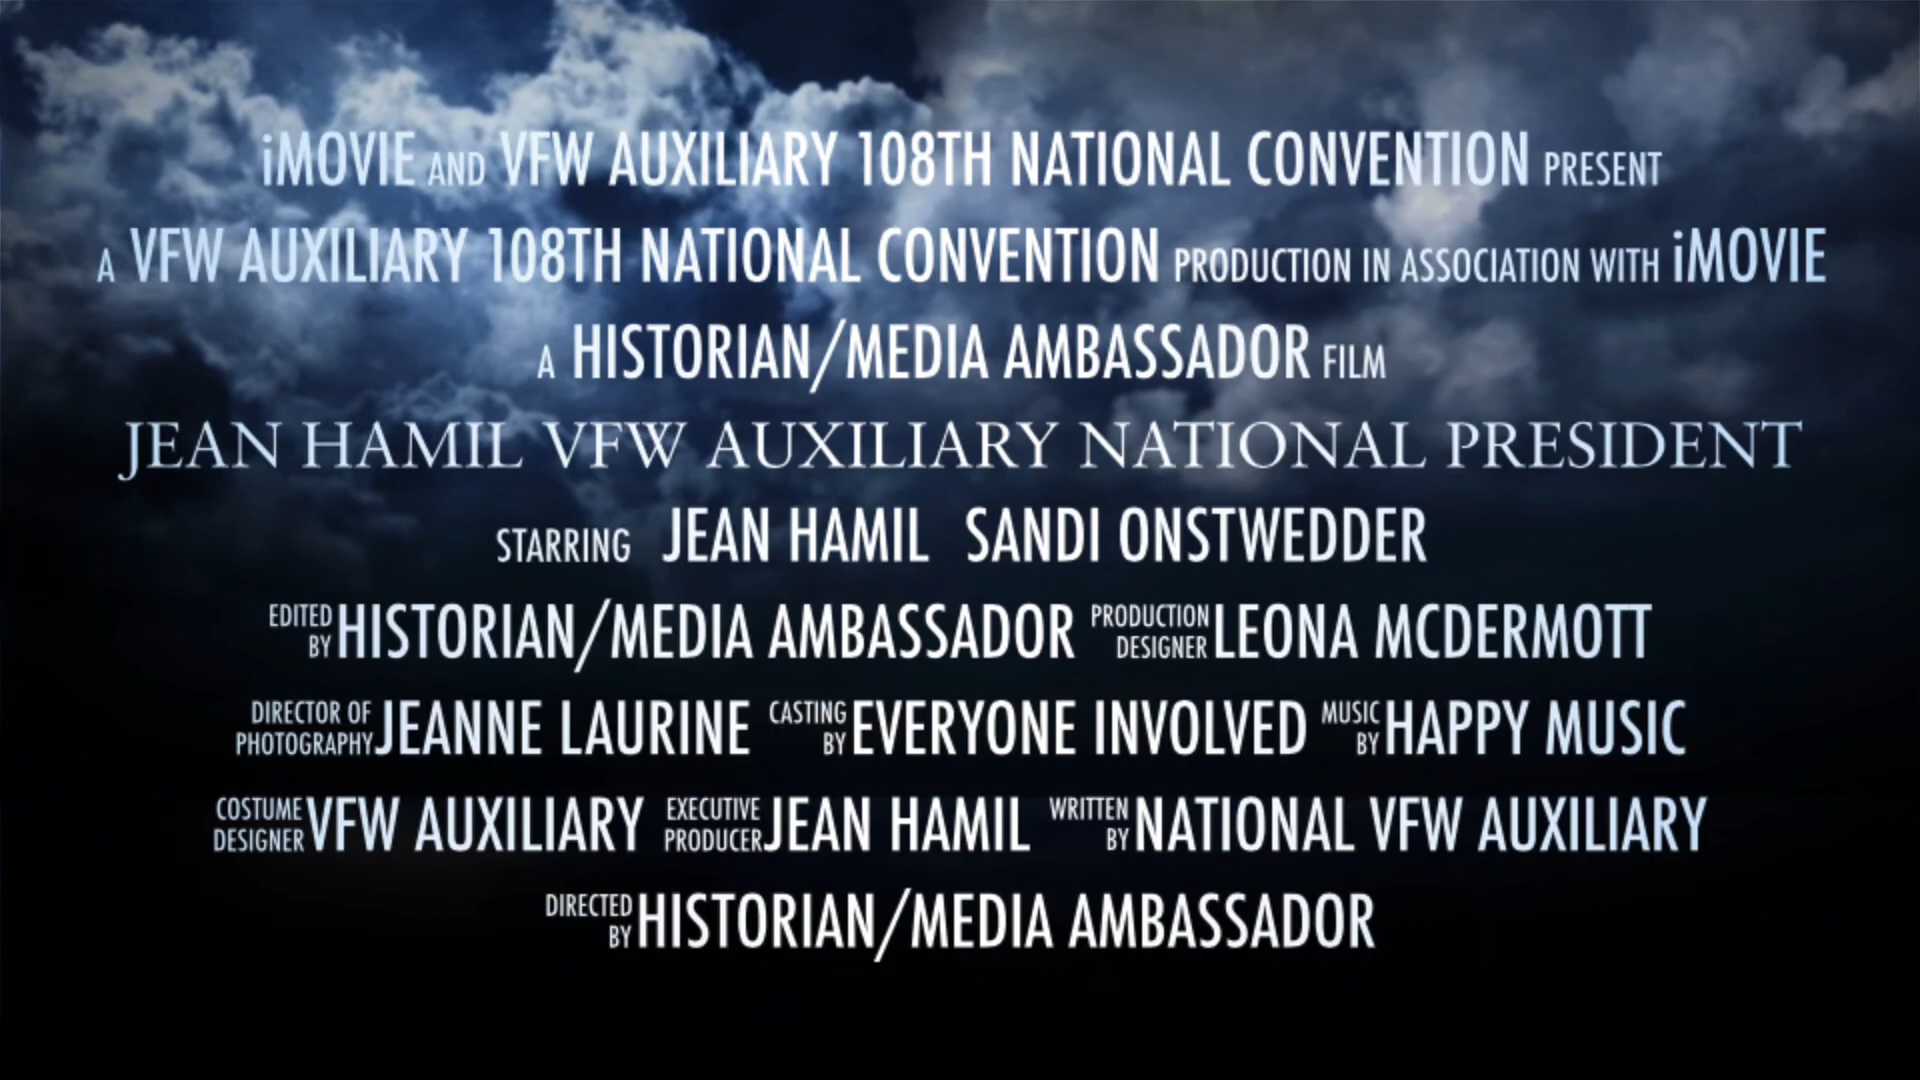 iMOVIE AND VFW AUXILIARY 108TH NATIONAL CONVENTION PRESENT
A VFW AUXILIARY 108TH NATIONAL CONVENTION PRODUCTION IN ASSOCIATION WITH iMOVIE
A HISTORIAN/MEDIA AMBASSADOR FILM
JEAN HAMIL VFW AUXILIARY NATIONAL PRESIDENT
STARRING JEAN HAMIL SANDI ONSTWEDDER
EDITED BY HISTORIAN/MEDIA AMBASSADOR PRODUCTION DESIGNER LEONA MCDERMOTT
DIRECTOR OF PHOTOGRAPHY JEANNE LAURINE CASTING BY EVERYONE INVOLVED MUSIC BY HAPPY MUSIC
COSTUME DESIGNER VFW AUXILIARY EXECUTIVE PRODUCER JEAN HAMIL WRITTEN BY NATIONAL VFW AUXILIARY
DIRECTED BY HISTORIAN/MEDIA AMBASSADOR